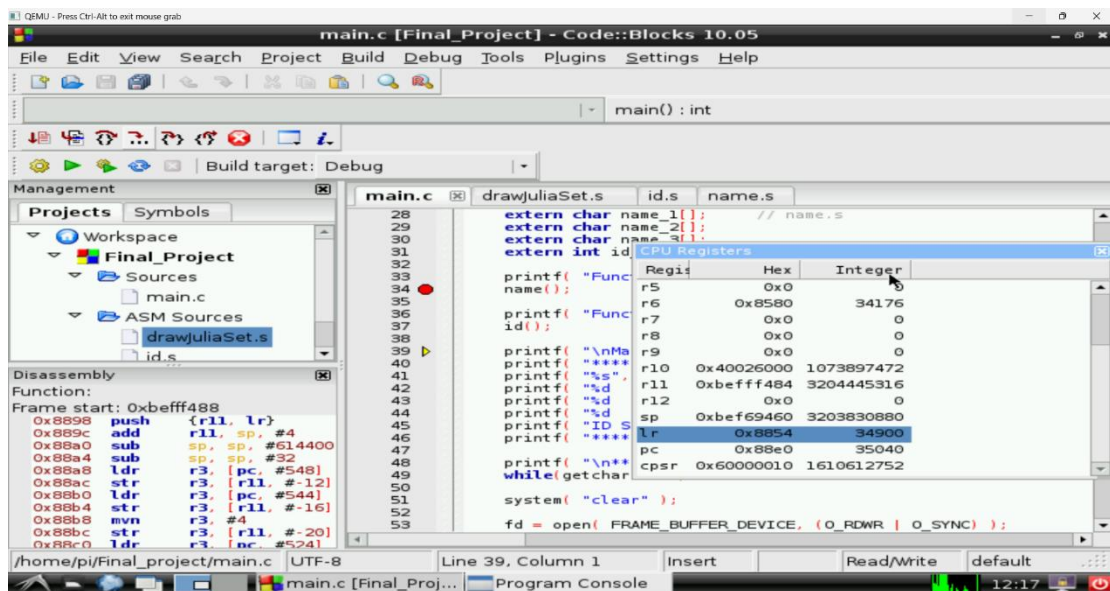 QEMU - Press Ctrl-Alt to exit mouse grab
main.c [Final_Project] - Code::Blocks 10.05
File Edit View Search Project Build Debug Tools Plugins Settings Help
main() : int
Build target: Debug
Management
Projects Symbols
Workspace
Final_Project
Sources
main.c
ASM Sources
drawJuliaSet.s
id.s
Disassembly
Function:
Frame start: 0xbefff488
0x8898 push {r11, lr}
0x889c add r11, sp, #4
0x88a0 sub sp, sp, #614400
0x88a4 sub sp, sp, #32
0x88a8 ldr r3, [pc, #548]
0x88ac str r3, [r11, #-12]
0x88b0 ldr r3, [pc, #544]
0x88b4 str r3, [r11, #-16]
0x88b8 mvn r3, #4
0x88bc str r3, [r11, #-20]
0x88c0 ldr r3, [pc, #524]
main.c drawJuliaSet.s id.s name.s
28 extern char name_1[]; // name.s
29 extern char name_2[];
30 extern char name_3[];
31 extern int id
32
33 printf( "Func
34 name();
35
36 printf( "Func
37 id();
38
39 printf( "\nMa
40 printf( "****
41 printf( "%s",
42 printf( "%d
43 printf( "%d
44 printf( "%d
45 printf( "ID S
46 printf( "****
47
48 printf( "\n**
49 while(getchar
50
51 system( "clear" );
52
53 fd = open( FRAME_BUFFER_DEVICE, (O_RDWR | O_SYNC) );
CPU Registers
Regis Hex Integer
r5 0x0 0
r6 0x8580 34176
r7 0x0 0
r8 0x0 0
r9 0x0 0
r10 0x40026000 1073897472
r11 0xbefff484 3204445316
r12 0x0 0
sp 0xbef69460 3203830880
lr 0x8854 34900
pc 0x88e0 35040
cpsr 0x60000010 1610612752
/home/pi/Final_project/main.c UTF-8 Line 39, Column 1 Insert Read/Write default
main.c [Final_Proj... Program Console 12:17